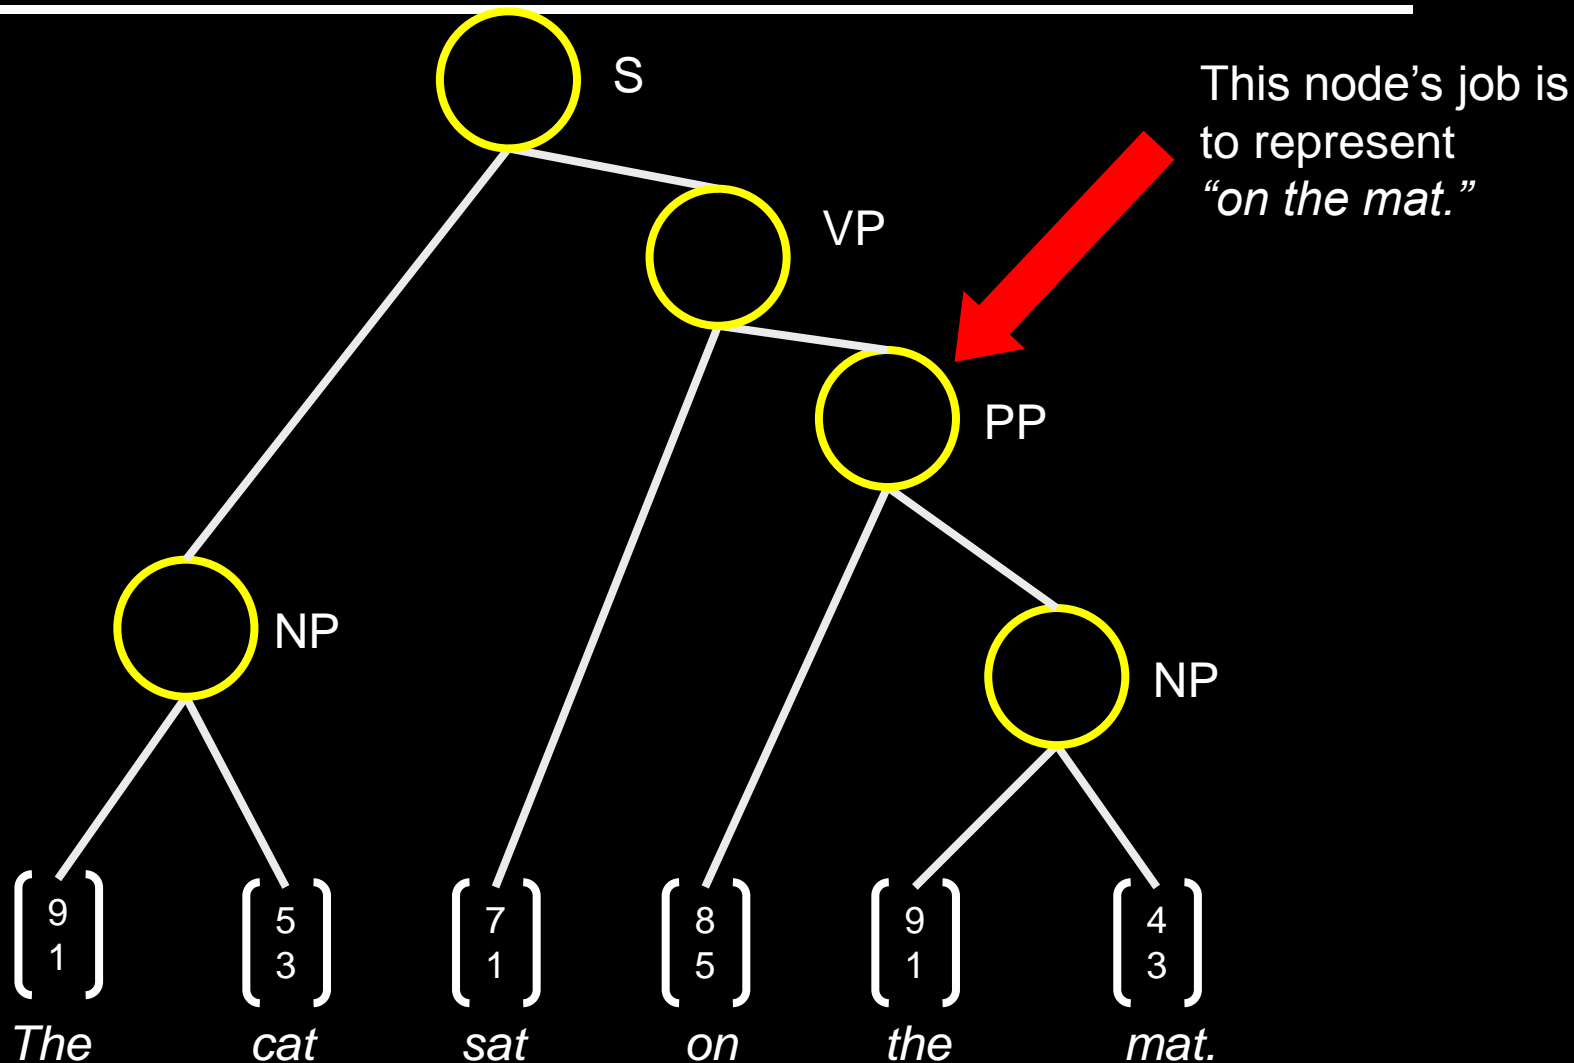 S
This node’s job is
to represent
“on the mat.”
VP
PP
NP
NP
9 5 7 8 9 4
1 3 1 5 1 3
The cat sat on the mat.